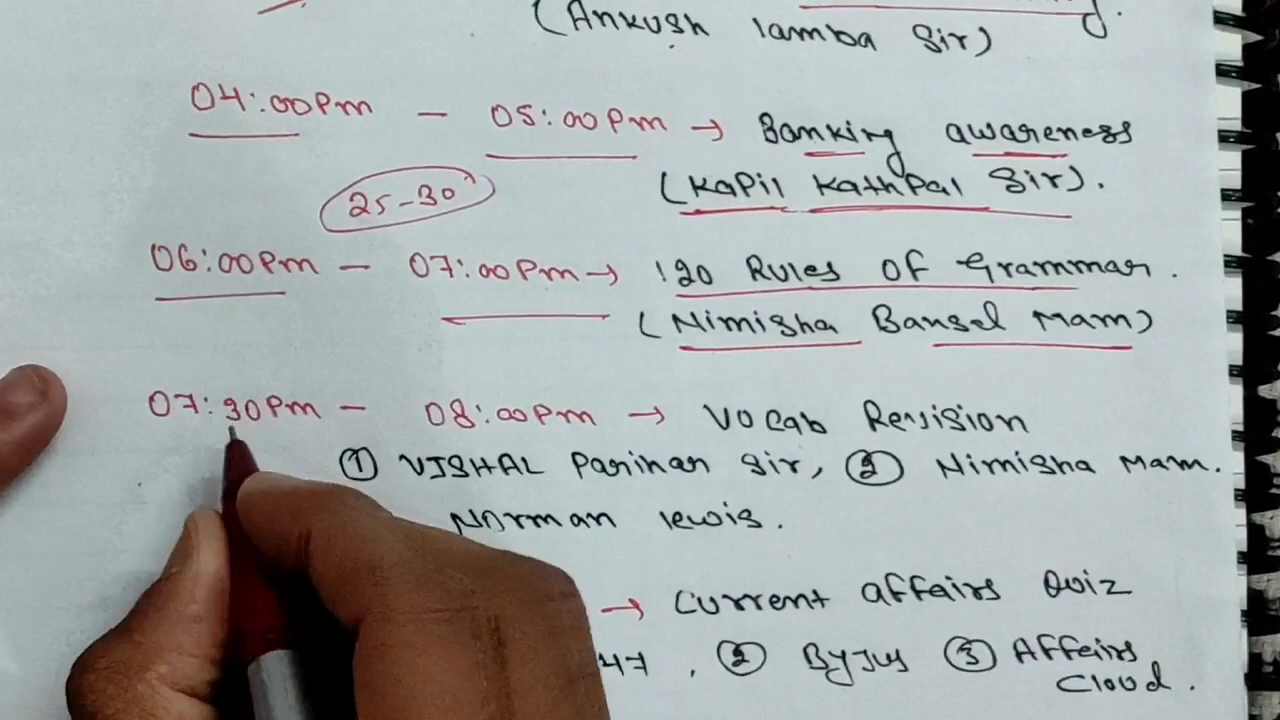 (Ankush lamba Sir)
04:00Pm - 05:00Pm → Banking awareness
25-30' (Kapil Kathpal Sir).
06:00Pm - 07:00Pm → 120 Rules of Grammar.
(Nimisha Bansal Mam)
07:30Pm - 08:00Pm → Vocab Revision
① VISHAL Parihar Sir, ② Nimisha Mam.
Norman lewis.
→ Current affairs Quiz
47, ② Byjus ③ Affairs
Cloud.